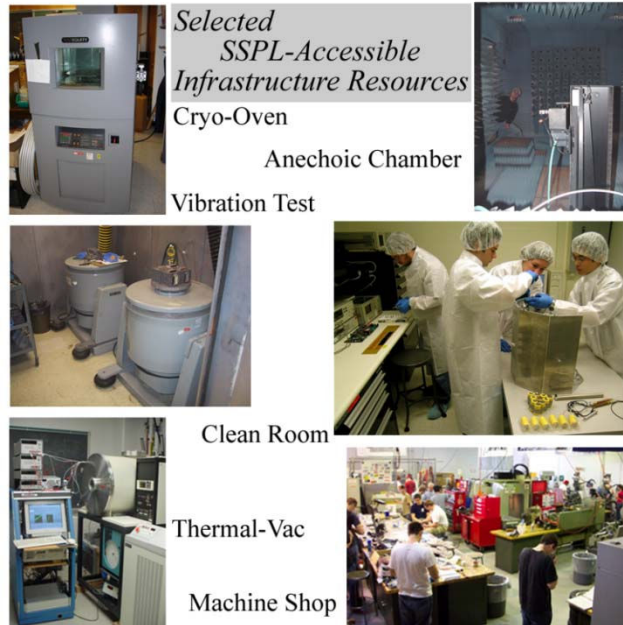 Selected
SSPL-Accessible
Infrastructure Resources
Cryo-Oven
Anechoic Chamber
Vibration Test
Clean Room
Thermal-Vac
Machine Shop